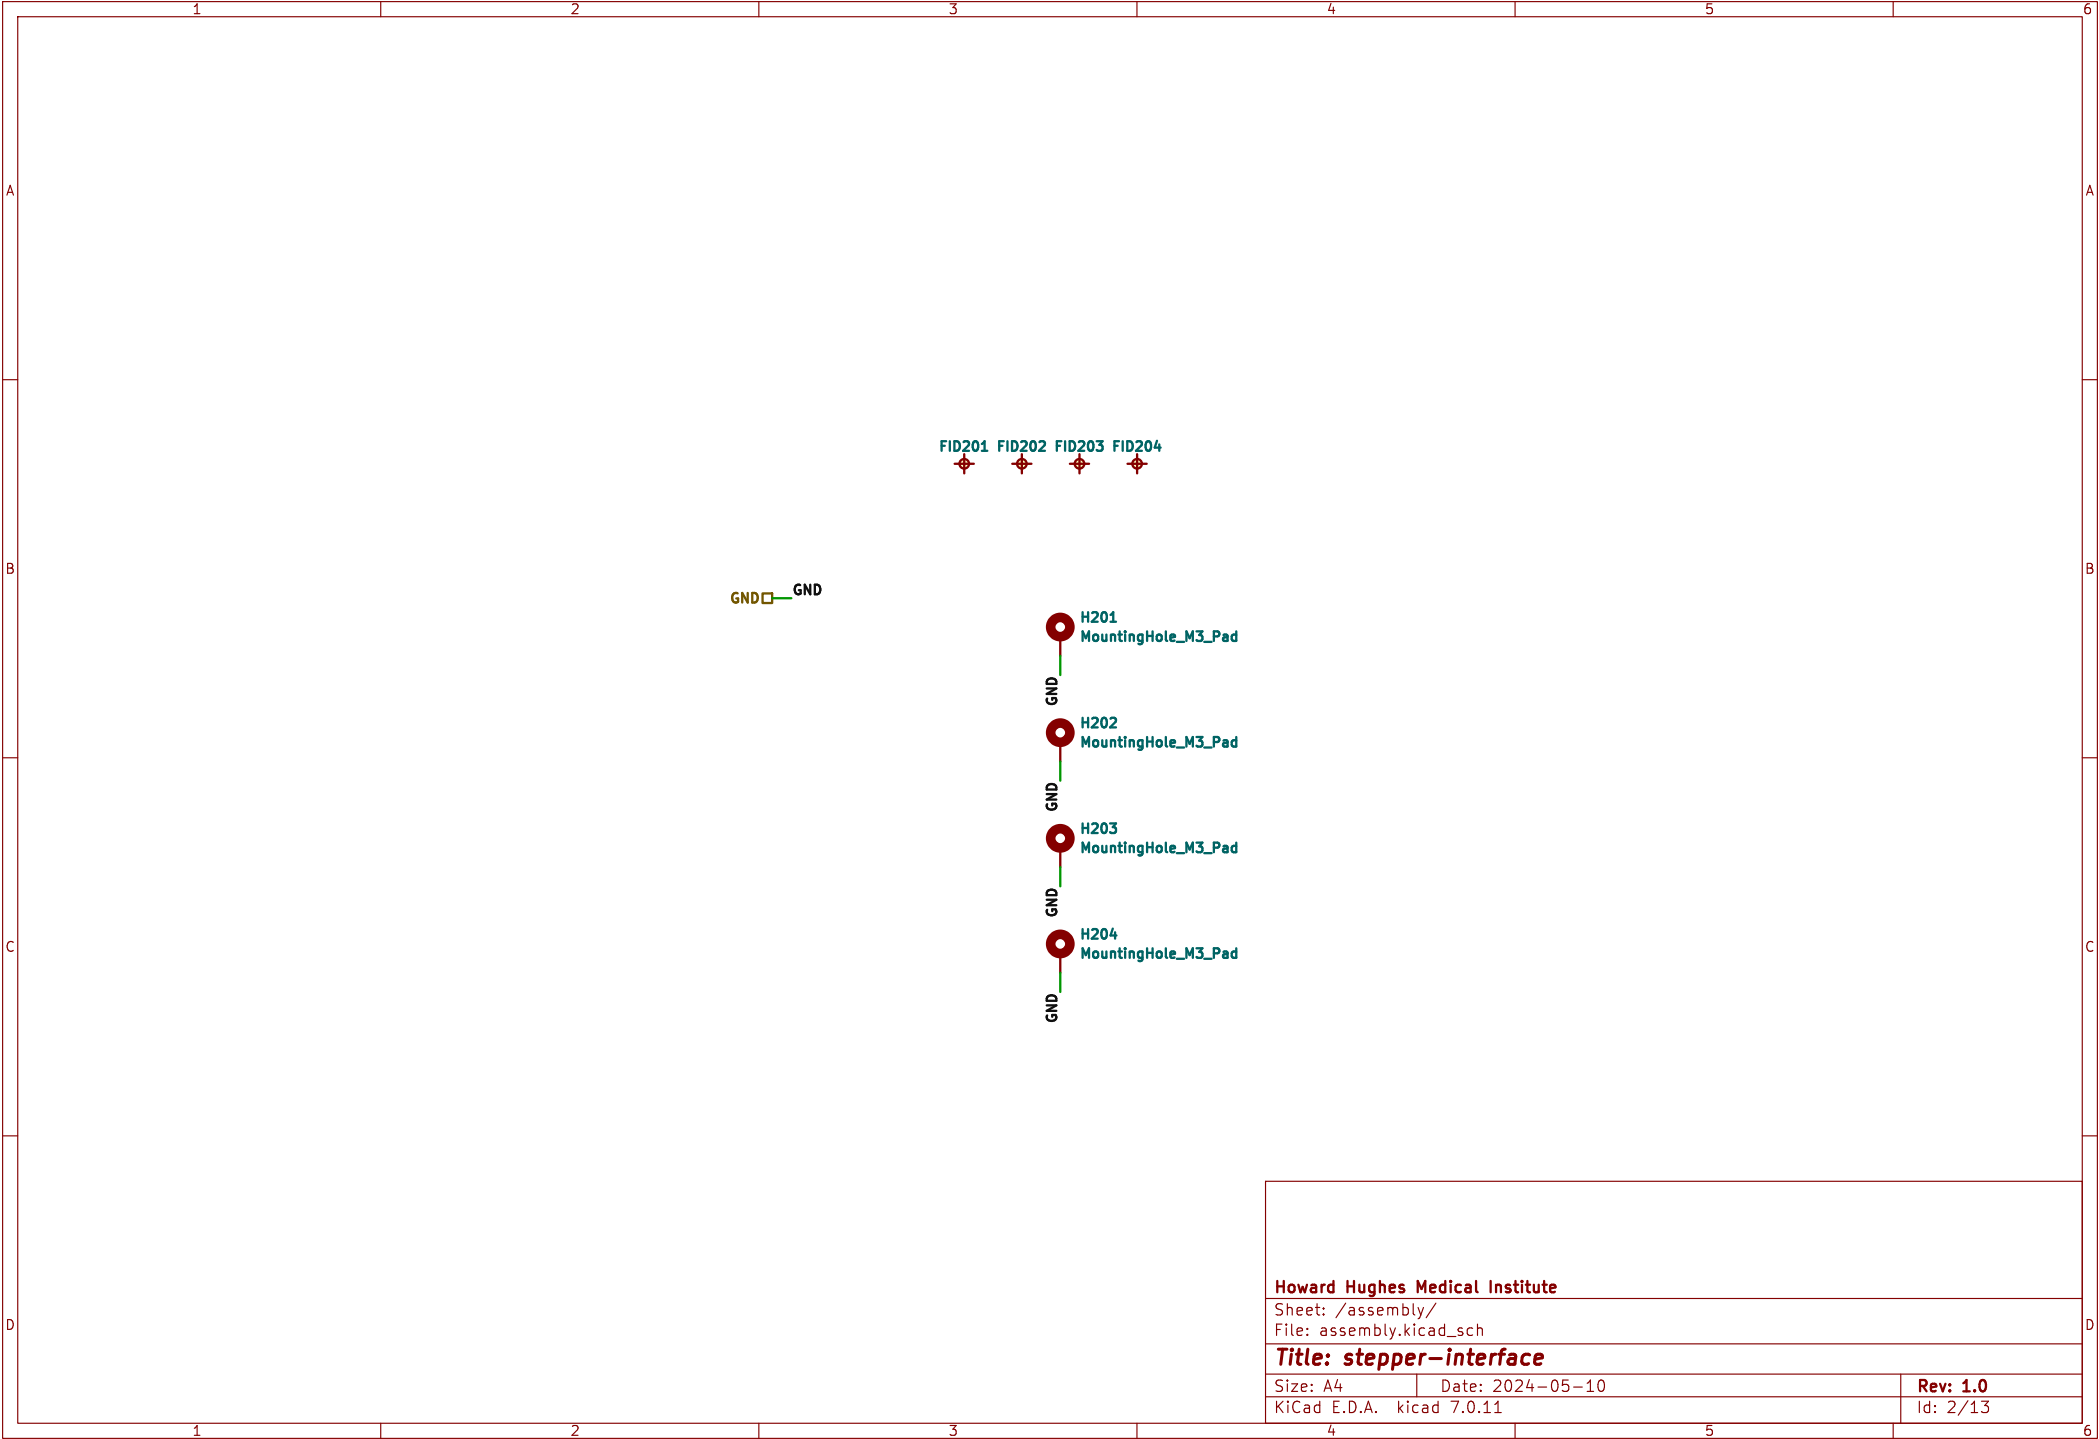 1 2 3 4 5 6
A A
FID201 FID202 FID203 FID204
B B
GND GND
H201
MountingHole_M3_Pad
GND
H202
MountingHole_M3_Pad
GND
H203
MountingHole_M3_Pad
GND
H204
MountingHole_M3_Pad
C C
GND
Howard Hughes Medical Institute
Sheet: /assembly/
File: assembly.kicad_sch
D D
Title: stepper-interface
Size: A4 Date: 2024-05-10 Rev: 1.0
KiCad E.D.A. kicad 7.0.11 Id: 2/13
1 2 3 4 5 6